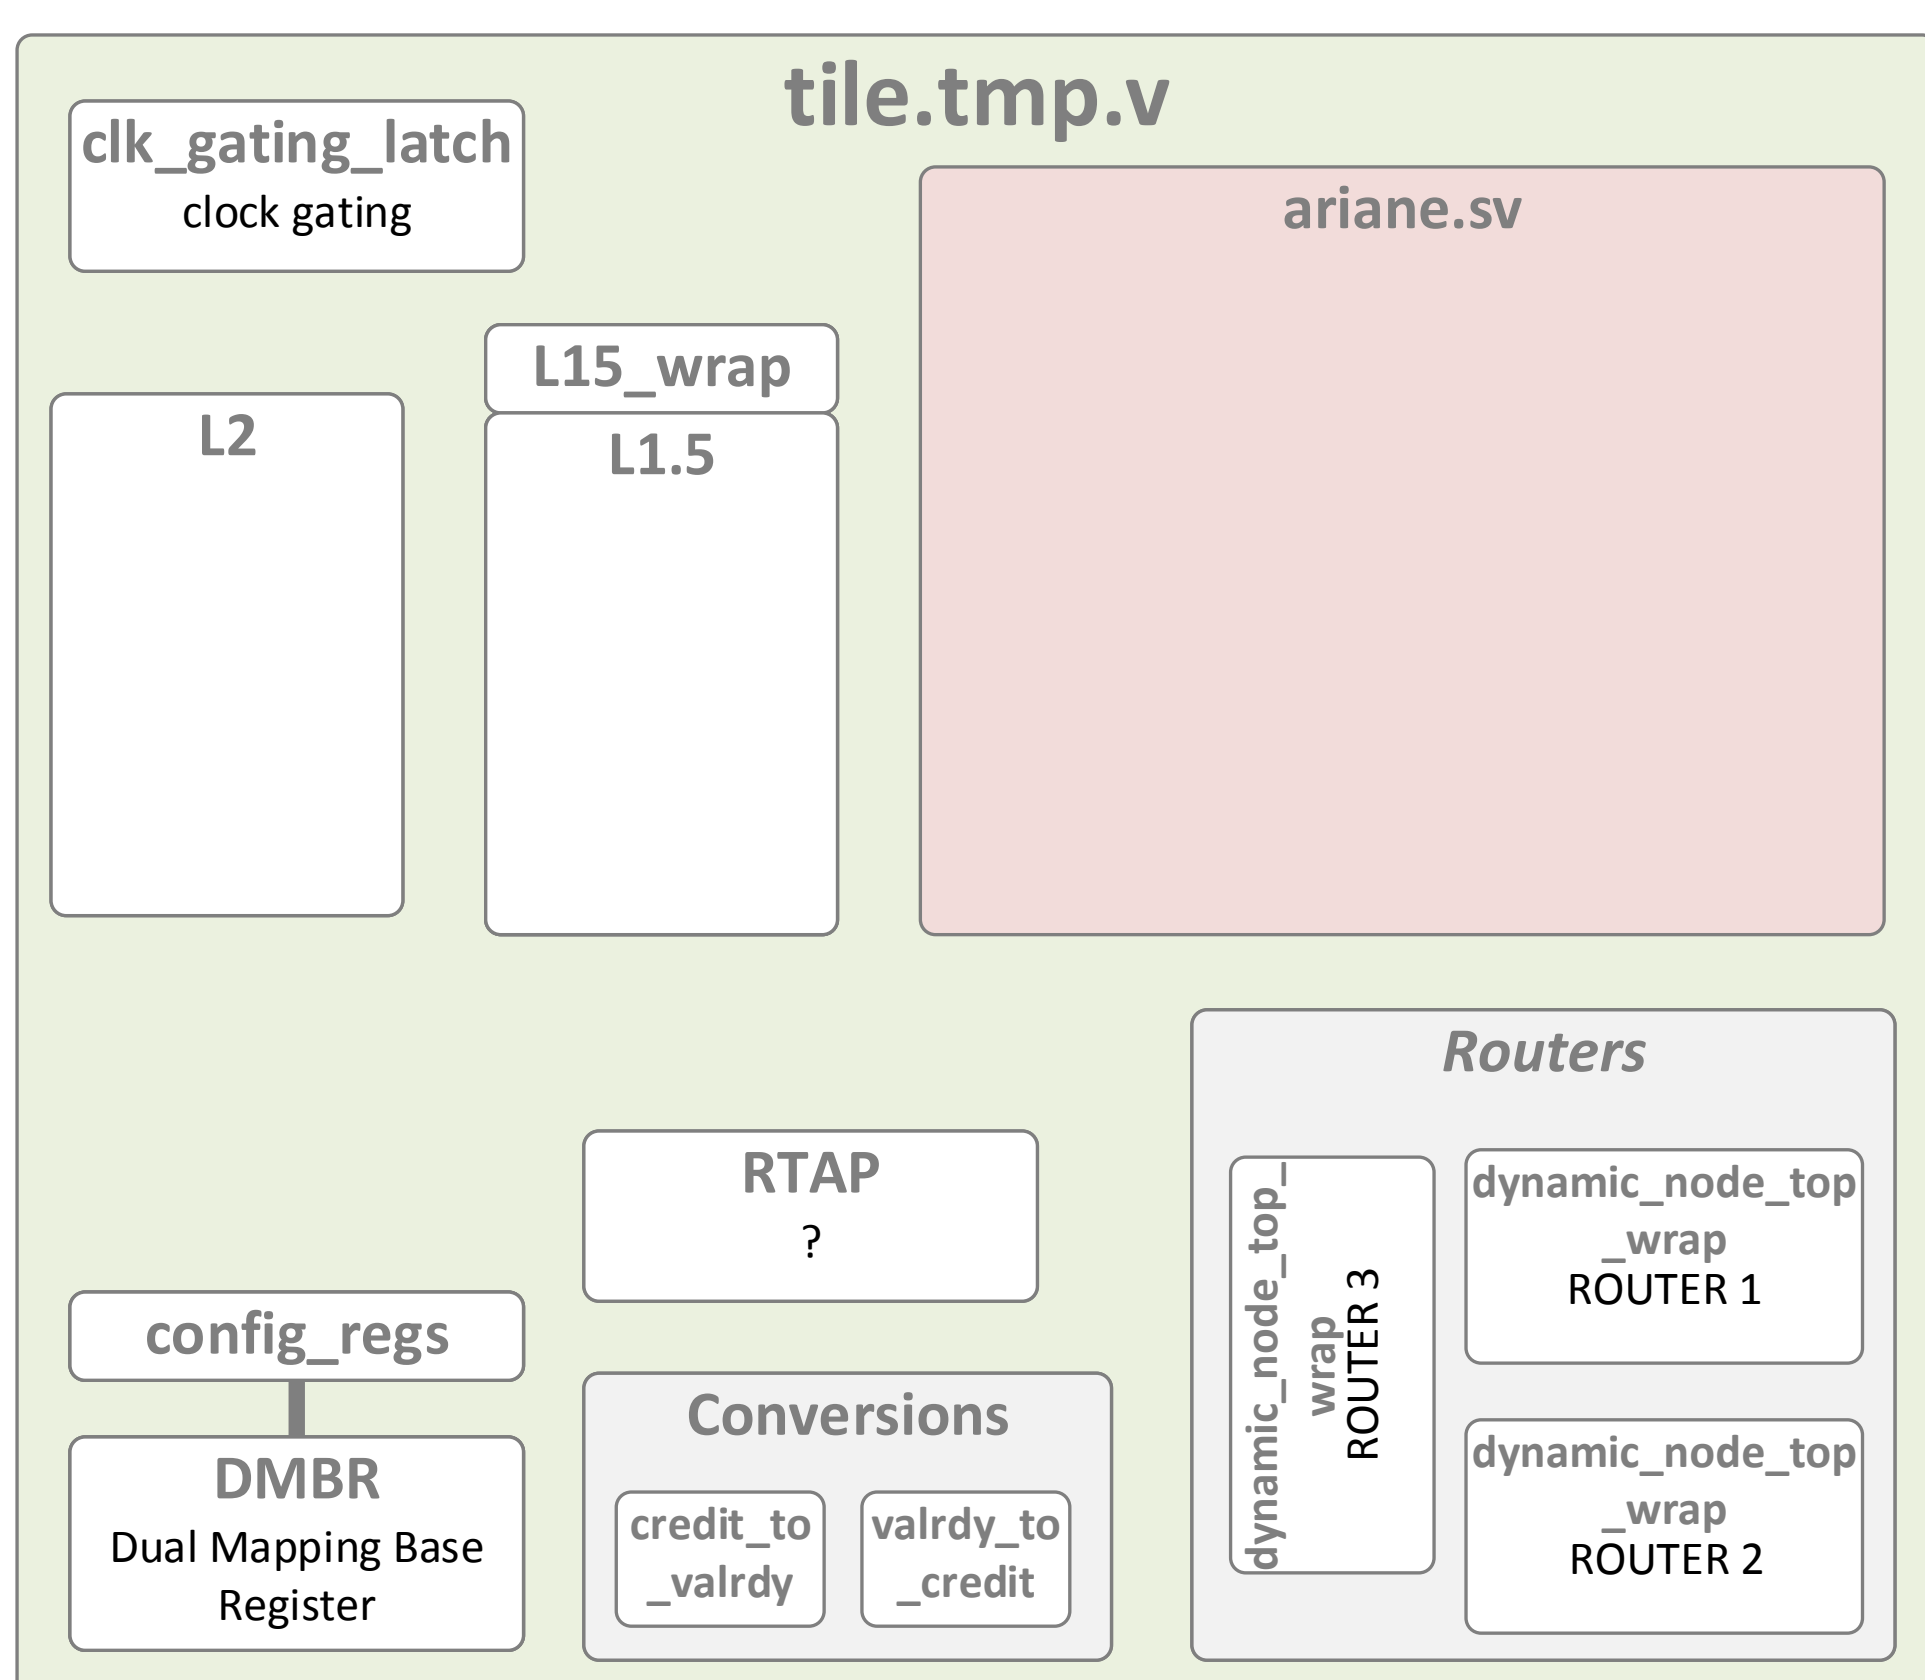 tile.tmp.v
clk_gating_latch
clock gating
ariane.sv
L15_wrap
L2
L1.5
Routers
RTAP
?
dynamic_node_top_
wrap
ROUTER 3
dynamic_node_top
_wrap
ROUTER 1
config_regs
Conversions
dynamic_node_top
_wrap
ROUTER 2
DMBR
Dual Mapping Base
Register
credit_to
_valrdy
valrdy_to
_credit